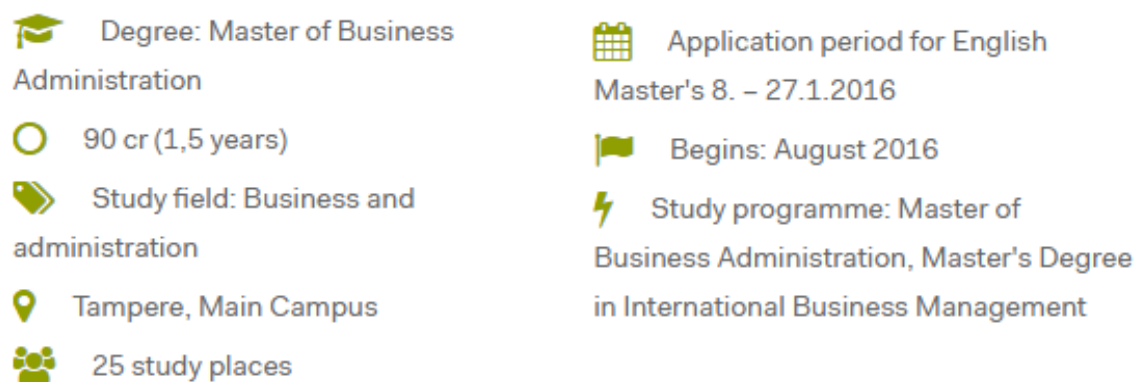 Degree: Master of Business
Administration
90 cr (1,5 years)
Study field: Business and
administration
Tampere, Main Campus
25 study places
Application period for English
Master's 8. – 27.1.2016
Begins: August 2016
Study programme: Master of
Business Administration, Master's Degree
in International Business Management